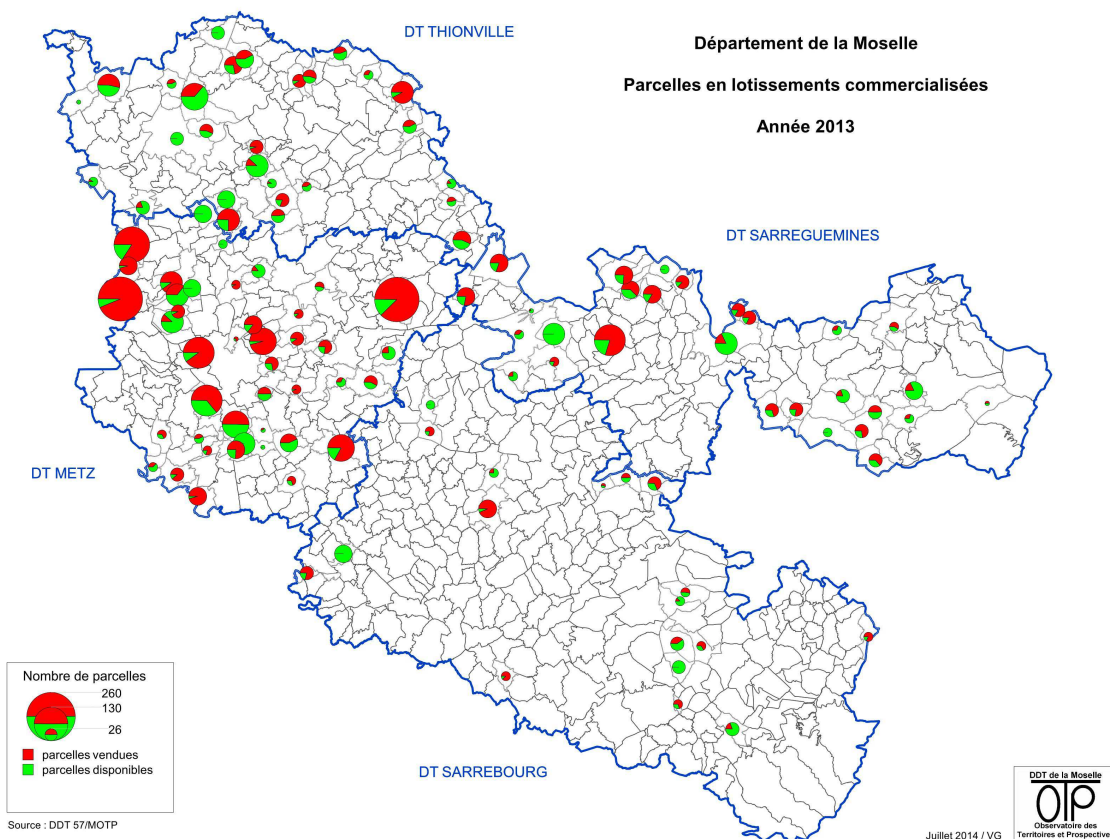 DT THIONVILLE
Département de la Moselle
Parcelles en lotissements commercialisées
Année 2013
DT SARREGUEMINES
DT METZ
DT SARREBOURG
Nombre de parcelles
260
130
26
parcelles vendues
parcelles disponibles
Source : DDT 57/MOTP
Juillet 2014 / VG
DDT de la Moselle
OTP
Observatoire des
Territoires et Prospective